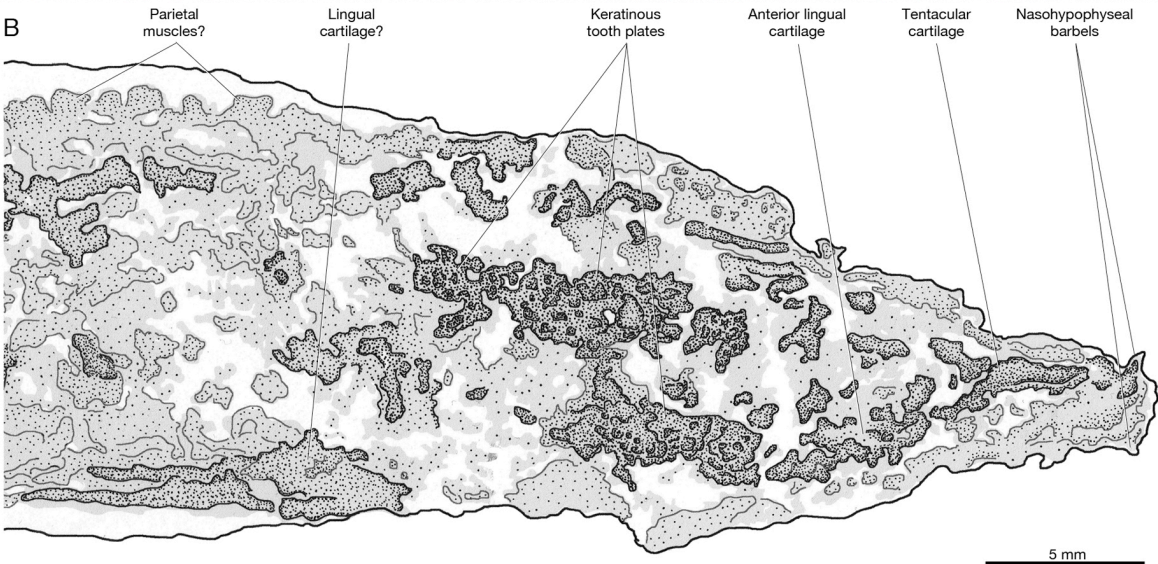 B
Parietal
muscles?
Lingual
cartilage?
Keratinous
tooth plates
Anterior lingual
cartilage
Tentacular
cartilage
Nasohypophyseal
barbels
5 mm